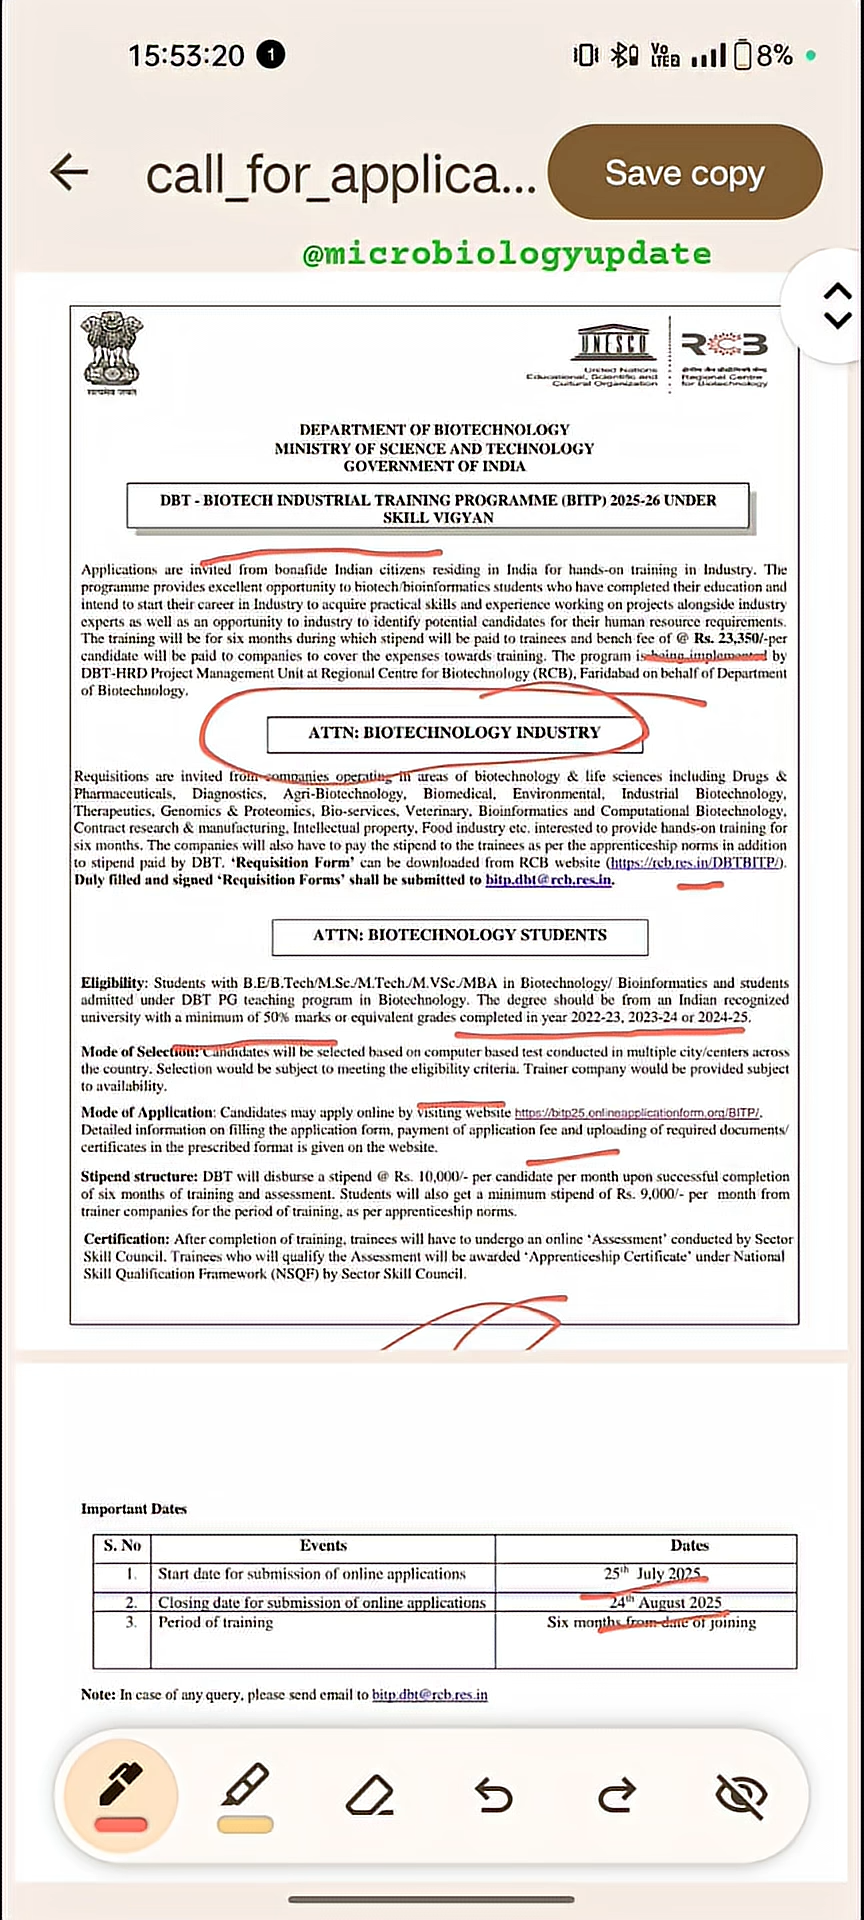 15:53:20 1 Vo LTE2 8%
call_for_applica... Save copy
@microbiologyupdate
सत्यमेव जयते
UNESCO
United Nations
Educational, Scientific and
Cultural Organization
RCB
Regional Centre
for Biotechnology
DEPARTMENT OF BIOTECHNOLOGY
MINISTRY OF SCIENCE AND TECHNOLOGY
GOVERNMENT OF INDIA
DBT - BIOTECH INDUSTRIAL TRAINING PROGRAMME (BITP) 2025-26 UNDER
SKILL VIGYAN
Applications are invited from bonafide Indian citizens residing in India for hands-on training in Industry. The
programme provides excellent opportunity to biotech/bioinformatics students who have completed their education and
intend to start their career in Industry to acquire practical skills and experience working on projects alongside industry
experts as well as an opportunity to industry to identify potential candidates for their human resource requirements.
The training will be for six months during which stipend will be paid to trainees and bench fee of @ Rs. 23,350/-per
candidate will be paid to companies to cover the expenses towards training. The program is being implemented by
DBT-HRD Project Management Unit at Regional Centre for Biotechnology (RCB), Faridabad on behalf of Department
of Biotechnology.
ATTN: BIOTECHNOLOGY INDUSTRY
Requisitions are invited from companies operating in areas of biotechnology & life sciences including Drugs &
Pharmaceuticals, Diagnostics, Agri-Biotechnology, Biomedical, Environmental, Industrial Biotechnology,
Therapeutics, Genomics & Proteomics, Bio-services, Veterinary, Bioinformatics and Computational Biotechnology,
Contract research & manufacturing, Intellectual property, Food industry etc. interested to provide hands-on training for
six months. The companies will also have to pay the stipend to the trainees as per the apprenticeship norms in addition
to stipend paid by DBT. ‘Requisition Form’ can be downloaded from RCB website (https://rcb.res.in/DBTBITP/).
Duly filled and signed ‘Requisition Forms’ shall be submitted to bitp.dbt@rcb.res.in.
ATTN: BIOTECHNOLOGY STUDENTS
Eligibility: Students with B.E/B.Tech/M.Sc./M.Tech./M.VSc./MBA in Biotechnology/ Bioinformatics and students
admitted under DBT PG teaching program in Biotechnology. The degree should be from an Indian recognized
university with a minimum of 50% marks or equivalent grades completed in year 2022-23, 2023-24 or 2024-25.
Mode of Selection: Candidates will be selected based on computer based test conducted in multiple city/centers across
the country. Selection would be subject to meeting the eligibility criteria. Trainer company would be provided subject
to availability.
Mode of Application: Candidates may apply online by visiting website https://bitp25.onlineapplicationform.org/BITP/.
Detailed information on filling the application form, payment of application fee and uploading of required documents/
certificates in the prescribed format is given on the website.
Stipend structure: DBT will disburse a stipend @ Rs. 10,000/- per candidate per month upon successful completion
of six months of training and assessment. Students will also get a minimum stipend of Rs. 9,000/- per month from
trainer companies for the period of training, as per apprenticeship norms.
Certification: After completion of training, trainees will have to undergo an online ‘Assessment’ conducted by Sector
Skill Council. Trainees who will qualify the Assessment will be awarded ‘Apprenticeship Certificate’ under National
Skill Qualification Framework (NSQF) by Sector Skill Council.
Important Dates
S. No Events Dates
1. Start date for submission of online applications 25th July 2025
2. Closing date for submission of online applications 24th August 2025
3. Period of training Six months from date of joining
Note: In case of any query, please send email to bitp.dbt@rcb.res.in